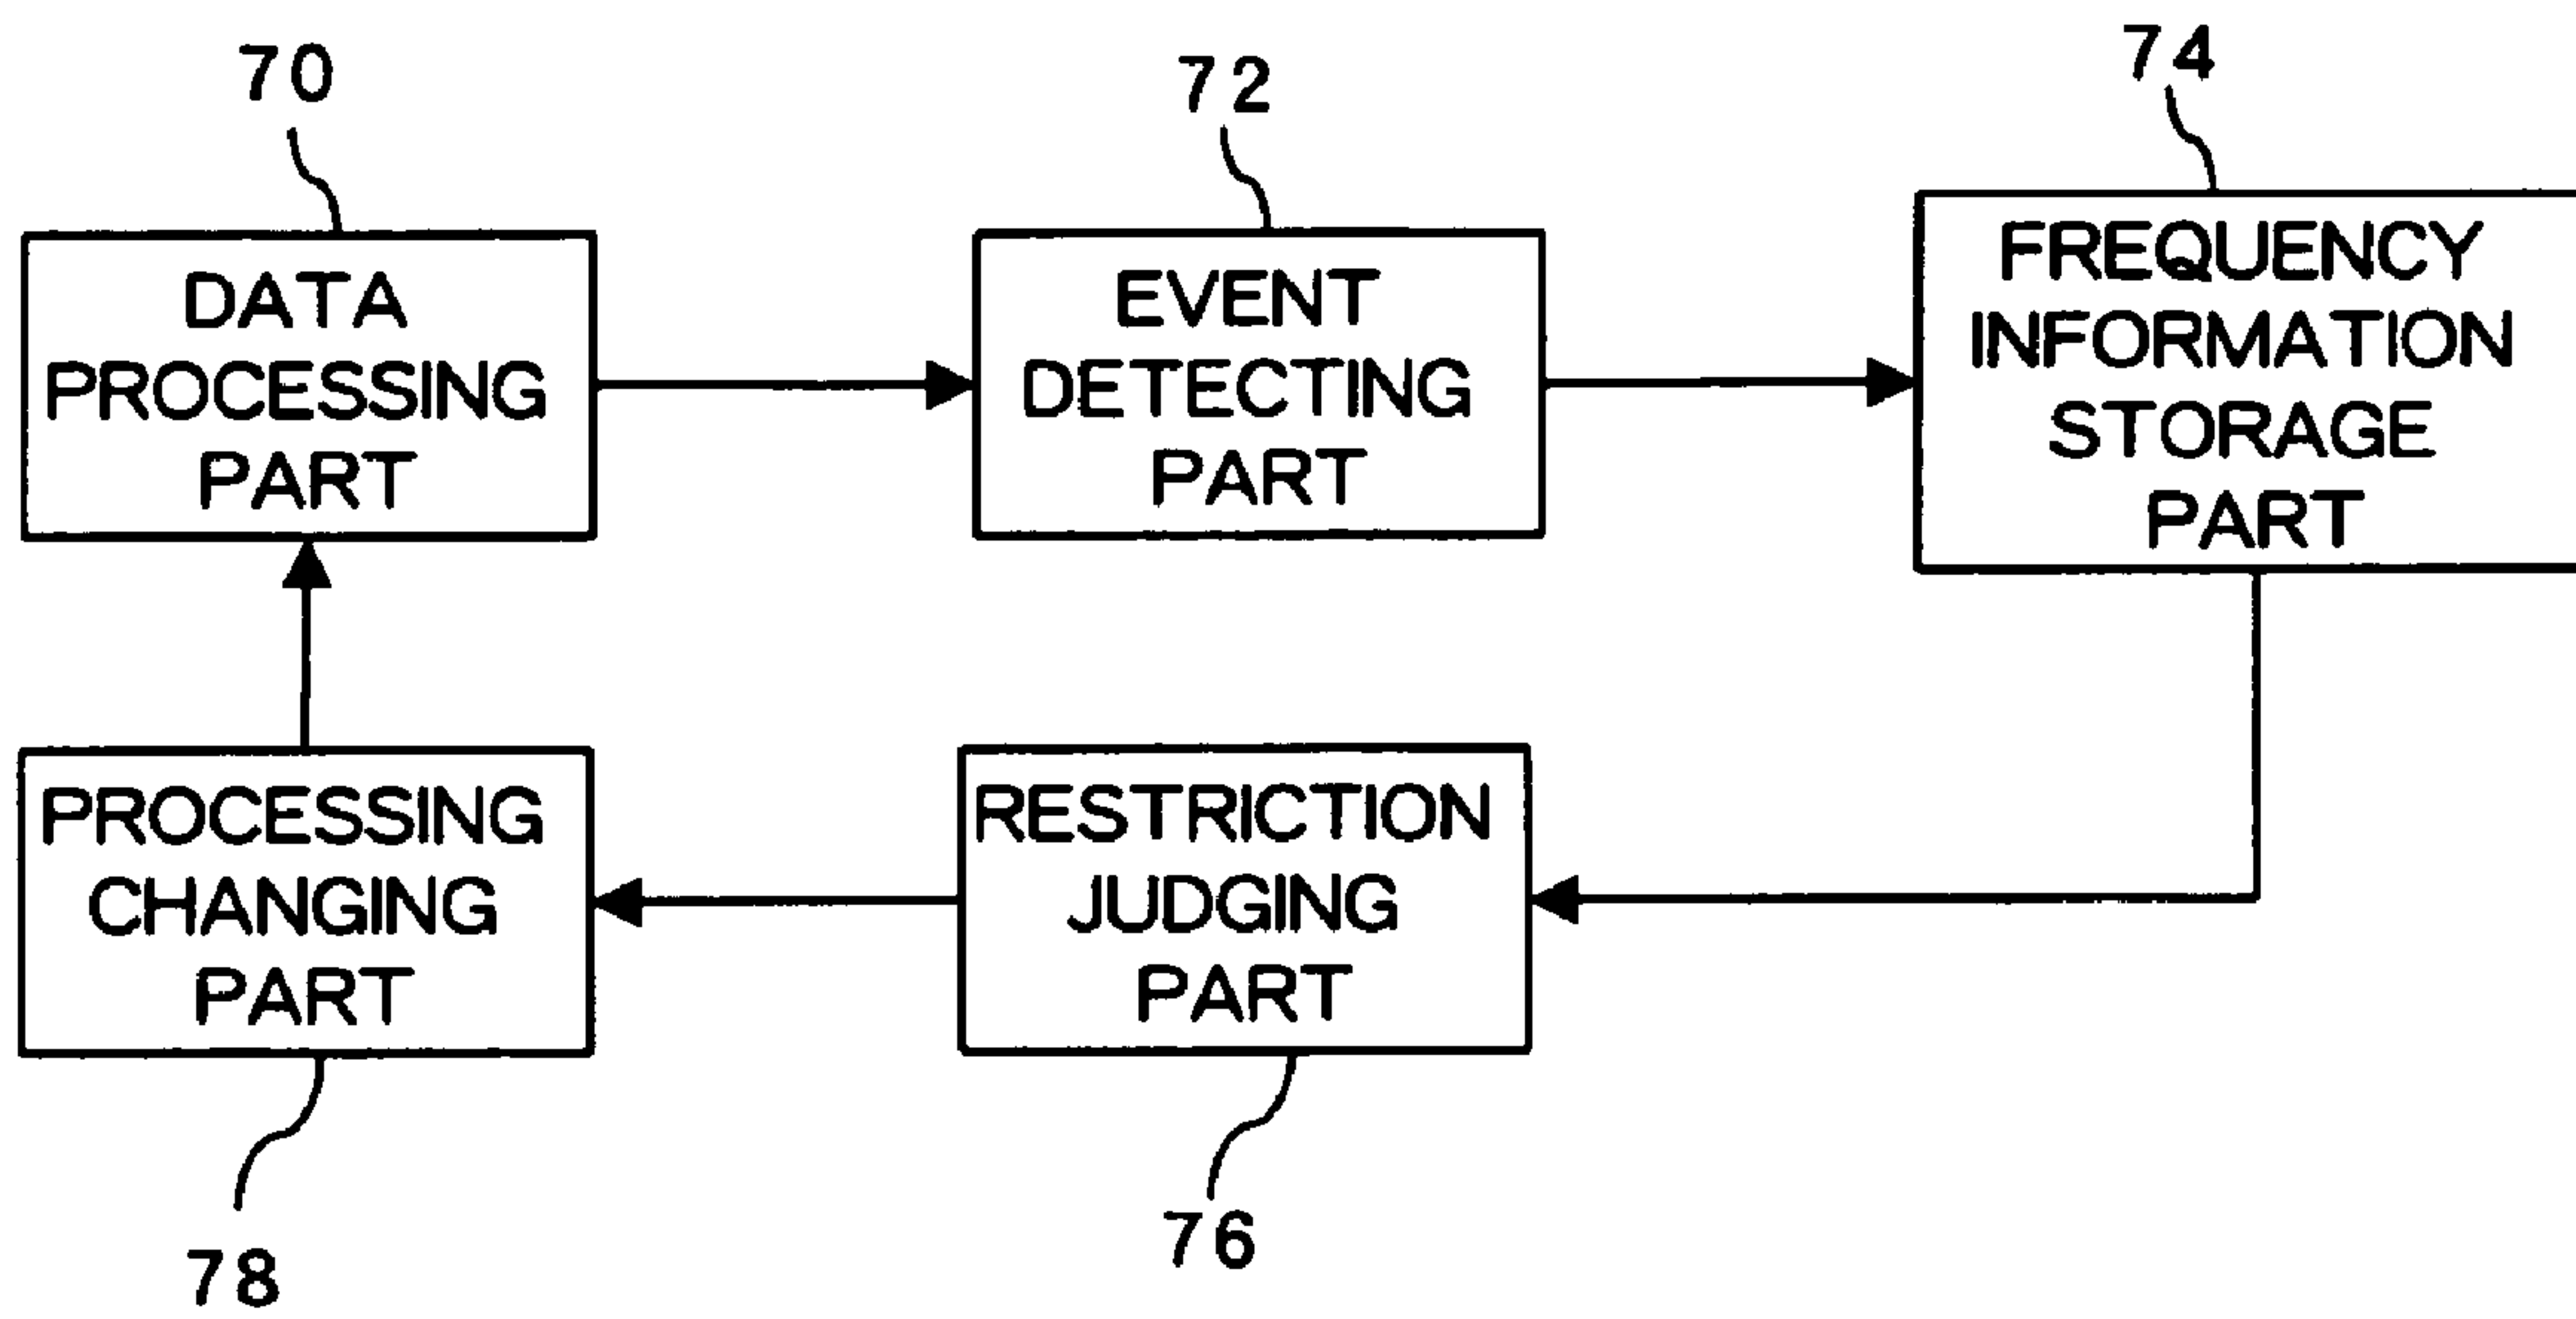 70
DATA
PROCESSING
PART
72
EVENT
DETECTING
PART
74
FREQUENCY
INFORMATION
STORAGE
PART
PROCESSING
CHANGING
PART
78
RESTRICTION
JUDGING
PART
76